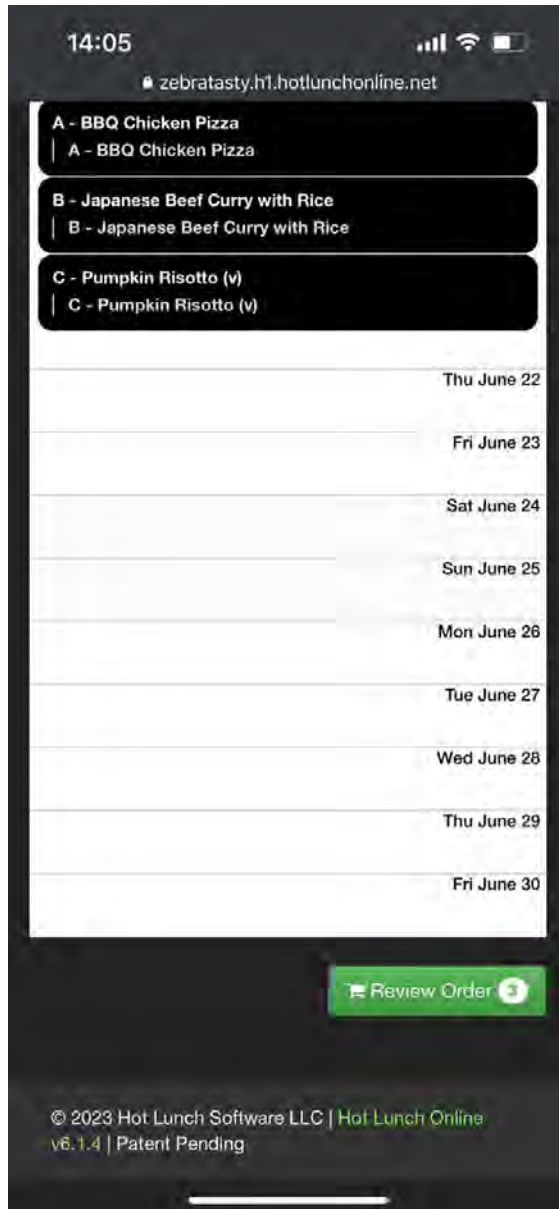 14:05
zebratasty.h1.hotlunchonline.net
A - BBQ Chicken Pizza
A - BBQ Chicken Pizza
B - Japanese Beef Curry with Rice
B - Japanese Beef Curry with Rice
C - Pumpkin Risotto (v)
C - Pumpkin Risotto (v)
Thu June 22
Fri June 23
Sat June 24
Sun June 25
Mon June 26
Tue June 27
Wed June 28
Thu June 29
Fri June 30
Review Order 3
© 2023 Hot Lunch Software LLC | Hot Lunch Online
v6.1.4 | Patent Pending